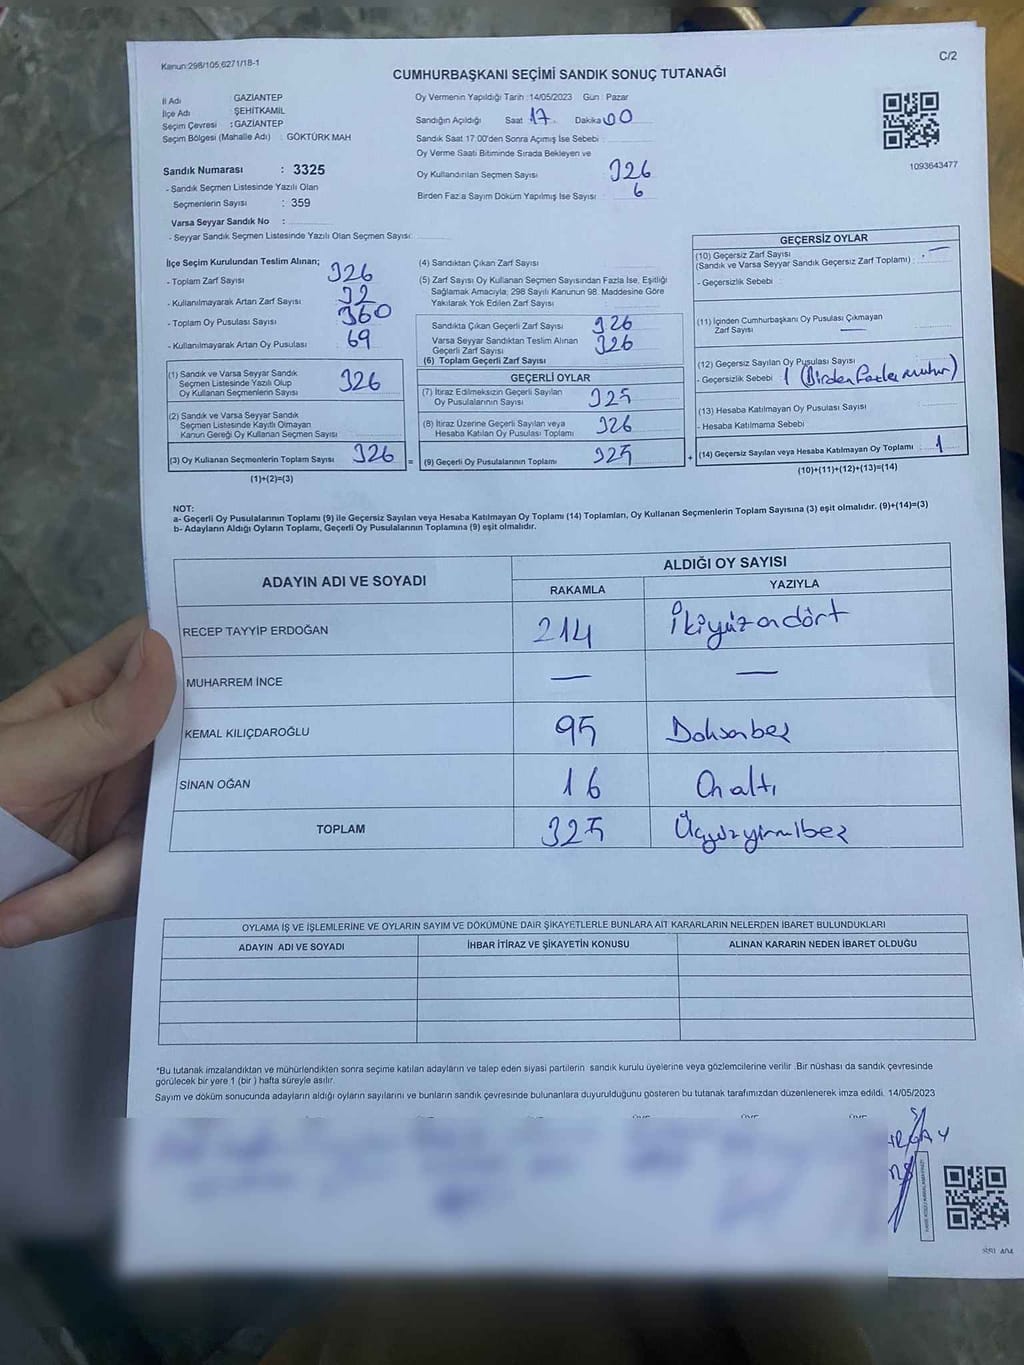 Kanun:298/105,6271/18-1
C/2
CUMHURBAŞKANI SEÇİMİ SANDIK SONUÇ TUTANAĞI
İl Adı : GAZİANTEP
İlçe Adı : ŞEHİTKAMİL
Seçim Çevresi : GAZİANTEP
Seçim Bölgesi (Mahalle Adı) : GÖKTÜRK MAH
Sandık Numarası : 3325
- Sandık Seçmen Listesinde Yazılı Olan
Seçmenlerin Sayısı : 359
Varsa Seyyar Sandık No :
- Seyyar Sandık Seçmen Listesinde Yazılı Olan Seçmen Sayısı:
Oy Vermenin Yapıldığı Tarih :14/05/2023 Gün : Pazar
Sandığın Açıldığı Saat 17 Dakika 00
Sandık Saat 17:00'den Sonra Açımış İse Sebebi :
Oy Verme Saati Bitiminde Sırada Bekleyen ve
Oy Kullandırılan Seçmen Sayısı 326
Birden Fazla Sayım Döküm Yapılmış İse Sayısı : 6
1093643477
İlçe Seçim Kurulundan Teslim Alınan;
- Toplam Zarf Sayısı 326
- Kullanılmayarak Artan Zarf Sayısı 32
- Toplam Oy Pusulası Sayısı 360
- Kullanılmayarak Artan Oy Pusulası 69
(1) Sandık ve Varsa Seyyar Sandık
Seçmen Listesinde Yazılı Olup
Oy Kullanan Seçmenlerin Sayısı 326
(2) Sandık ve Varsa Seyyar Sandık
Seçmen Listesinde Kayıtlı Olmayan
Kanun Gereği Oy Kullanan Seçmen Sayısı
(3) Oy Kullanan Seçmenlerin Toplam Sayısı 326
(1)+(2)=(3)
=
(4) Sandıktan Çıkan Zarf Sayısı
(5) Zarf Sayısı Oy Kullanan Seçmen Sayısından Fazla İse, Eşitliği
Sağlamak Amacıyla; 298 Sayılı Kanunun 98. Maddesine Göre
Yakılarak Yok Edilen Zarf Sayısı :
Sandıkta Çıkan Geçerli Zarf Sayısı 326
Varsa Seyyar Sandıktan Teslim Alınan
Geçerli Zarf Sayısı 326
(6) Toplam Geçerli Zarf Sayısı
GEÇERLİ OYLAR
(7) İtiraz Edilmeksizin Geçerli Sayılan
Oy Pusulalarının Sayısı 325
(8) İtiraz Üzerine Geçerli Sayılan veya
Hesaba Katılan Oy Pusulası Toplamı 326
(9) Geçerli Oy Pusulalarının Toplamı 325
+
GEÇERSİZ OYLAR
(10) Geçersiz Zarf Sayısı
(Sandık ve Varsa Seyyar Sandık Geçersiz Zarf Toplamı) : —
- Geçersizlik Sebebi
(11) İçinden Cumhurbaşkanı Oy Pusulası Çıkmayan
Zarf Sayısı —
(12) Geçersiz Sayılan Oy Pusulası Sayısı
- Geçersizlik Sebebi 1 (Birden Fazla mühür)
(13) Hesaba Katılmayan Oy Pusulası Sayısı
- Hesaba Katılmama Sebebi
(14) Geçersiz Sayılan veya Hesaba Katılmayan Oy Toplamı : 1
(10)+(11)+(12)+(13)=(14)
NOT:
a- Geçerli Oy Pusulalarının Toplamı (9) ile Geçersiz Sayılan veya Hesaba Katılmayan Oy Toplamı (14) Toplamları, Oy Kullanan Seçmenlerin Toplam Sayısına (3) eşit olmalıdır. (9)+(14)=(3)
b- Adayların Aldığı Oyların Toplamı, Geçerli Oy Pusulalarının Toplamına (9) eşit olmalıdır.
ADAYIN ADI VE SOYADI
ALDIĞI OY SAYISI
RAKAMLA YAZIYLA
RECEP TAYYİP ERDOĞAN 214 İkiyüzondört
MUHARREM İNCE — —
KEMAL KILIÇDAROĞLU 95 Doksanbeş
SİNAN OĞAN 16 Onaltı
TOPLAM 325 Üçyüzyirmibeş
OYLAMA İŞ VE İŞLEMLERİNE VE OYLARIN SAYIM VE DÖKÜMÜNE DAİR ŞİKAYETLERLE BUNLARA AİT KARARLARIN NELERDEN İBARET BULUNDUKLARI
ADAYIN ADI VE SOYADI
İHBAR İTİRAZ VE ŞİKAYETİN KONUSU
ALINAN KARARIN NEDEN İBARET OLDUĞU
*Bu tutanak imzalandıktan ve mühürlendikten sonra seçime katılan adayların ve talep eden siyasi partilerin sandık kurulu üyelerine veya gözlemcilerine verilir .Bir nüshası da sandık çevresinde
görülecek bir yere 1 (bir ) hafta süreyle asılır.
Sayım ve döküm sonucunda adayların aldığı oyların sayılarını ve bunların sandık çevresinde bulunanlara duyurulduğunu gösteren bu tutanak tarafımızdan düzenlenerek imza edildi. 14/05/2023